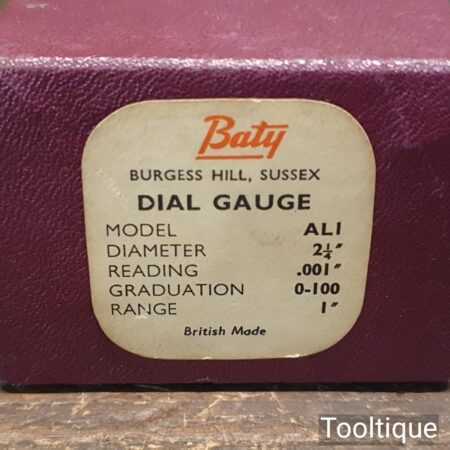 Baty
BURGESS HILL, SUSSEX
DIAL GAUGE
MODEL AL1
DIAMETER 2¼"
READING .001"
GRADUATION 0-100
RANGE 1"
British Made
Tooltique